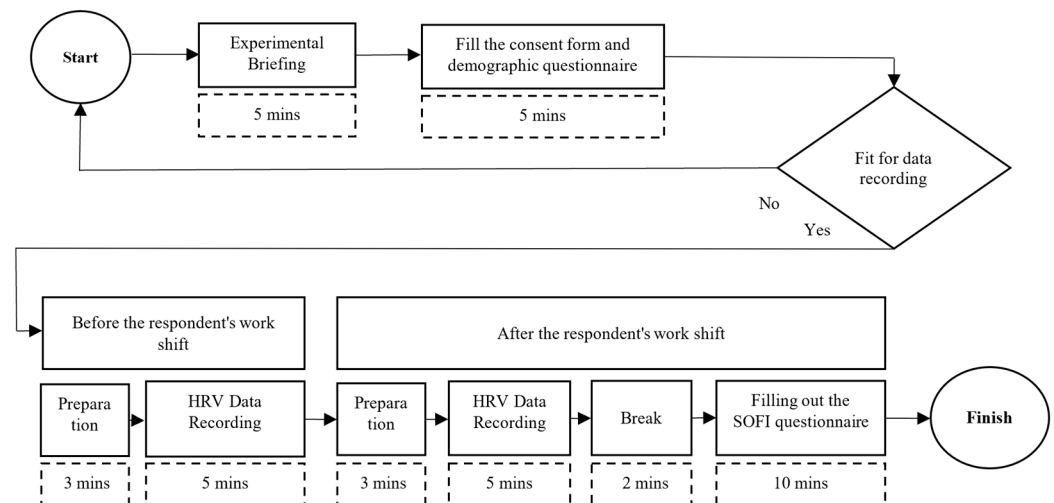 Start
Experimental
Briefing
5 mins
Fill the consent form and
demographic questionnaire
5 mins
Fit for data
recording
No
Yes
Before the respondent's work
shift
After the respondent's work shift
Prepara
tion
HRV Data
Recording
Prepara
tion
HRV Data
Recording
Break
Filling out the
SOFI questionnaire
Finish
3 mins
5 mins
3 mins
5 mins
2 mins
10 mins